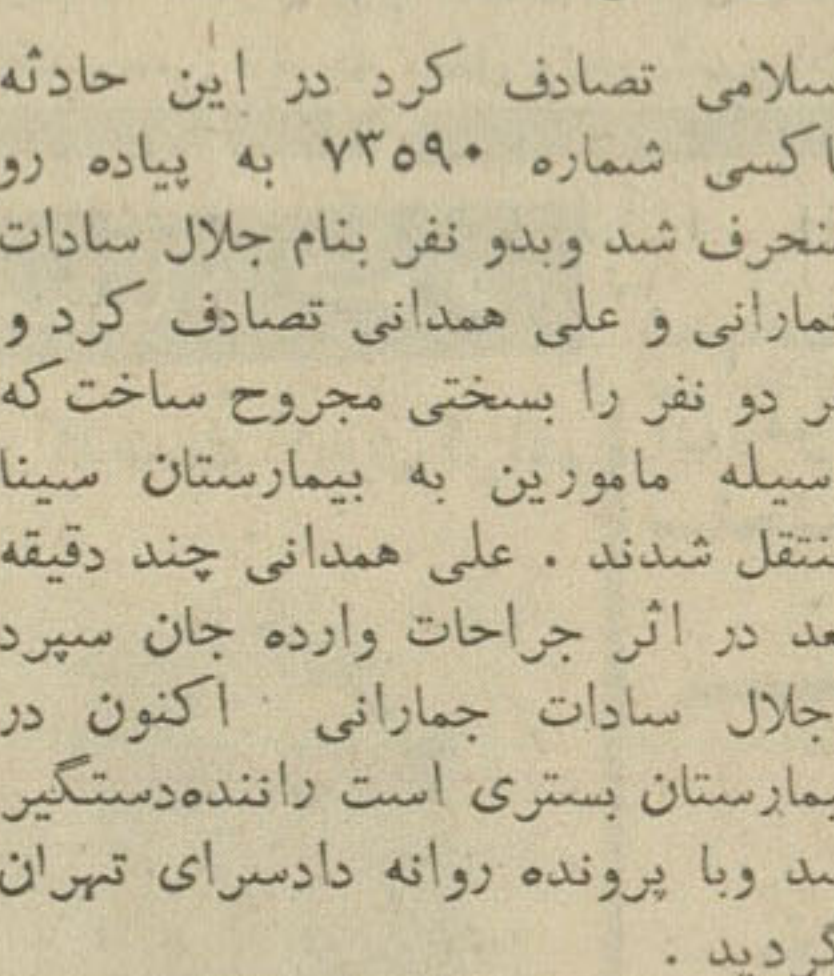 سلامی تصادف کرد در این حادثه
اکسی شماره ۷۳۵۹۰ به پیاده رو
نحرف شد وبدو نفر بنام جلال سادات
مارانی و علی همدانی تصادف کرد و
ر دو نفر را بسختی مجروح ساخت که
سیله مامورین به بیمارستان سینا
نتقل شدند . علی همدانی چند دقیقه
عد در اثر جراحات وارده جان سپرد
جلال سادات جمارانی اکنون در
یمارستان بستری است راننده‌دستگیر
شد وبا پرونده روانه دادسرای تهران
گردید .